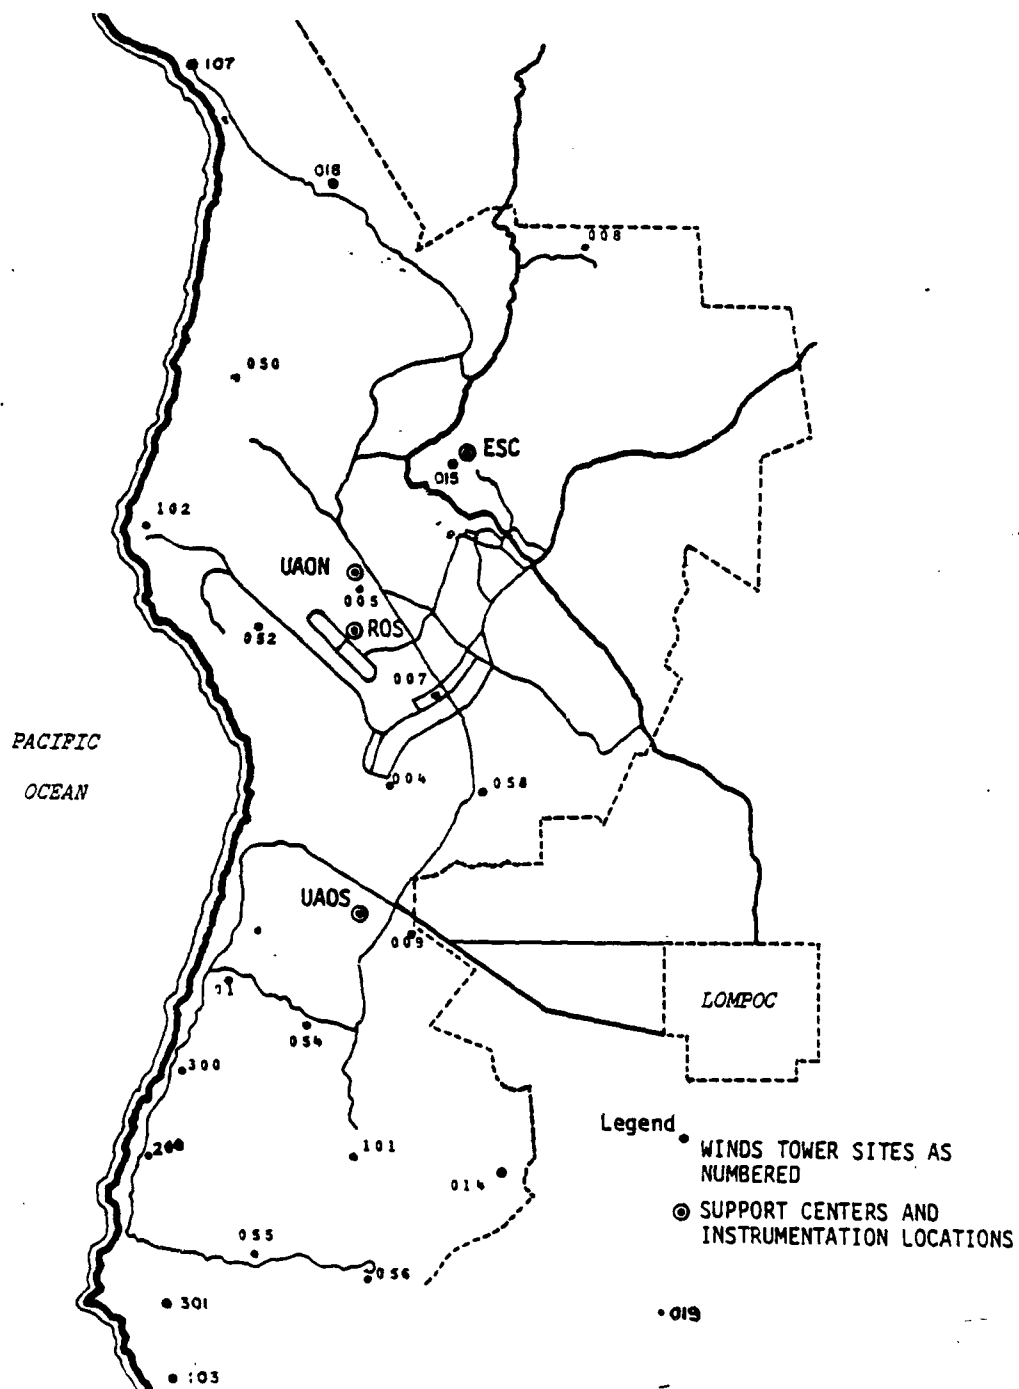 107
018
008
050
ESC
015
102
UAON
005
052
ROS
007
PACIFIC
OCEAN
004
058
UAOS
009
01
LOMPOC
054
300
Legend
WINDS TOWER SITES AS
NUMBERED
101
014
SUPPORT CENTERS AND
INSTRUMENTATION LOCATIONS
055
056
301
019
103